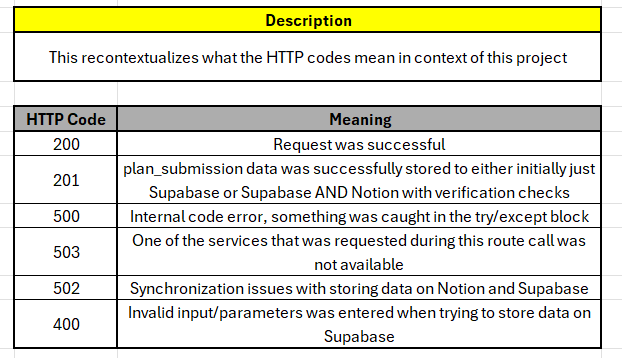 Description
This recontextualizes what the HTTP codes mean in context of this project
HTTP Code Meaning
200 Request was successful
201 plan_submission data was successfully stored to either initially just
Supabase or Supabase AND Notion with verification checks
500 Internal code error, something was caught in the try/except block
503 One of the services that was requested during this route call was
not available
502 Synchronization issues with storing data on Notion and Supabase
400 Invalid input/parameters was entered when trying to store data on
Supabase